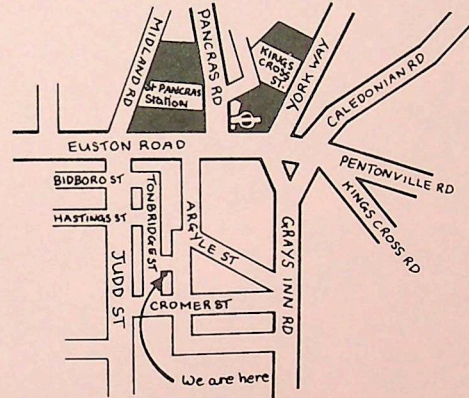 MIDLAND RD
PANCRAS RD
KINGS
CROSS
ST.
YORK WAY
CALEDONIAN RD
St PANCRAS
Station
EUSTON ROAD
PENTONVILLE RD
KINGS CROSS RD
BIDBORO ST
HASTINGS ST
TONBRIDGE ST
ARGYLE ST
GRAYS INN RD
JUDD ST
CROMER ST
We are here